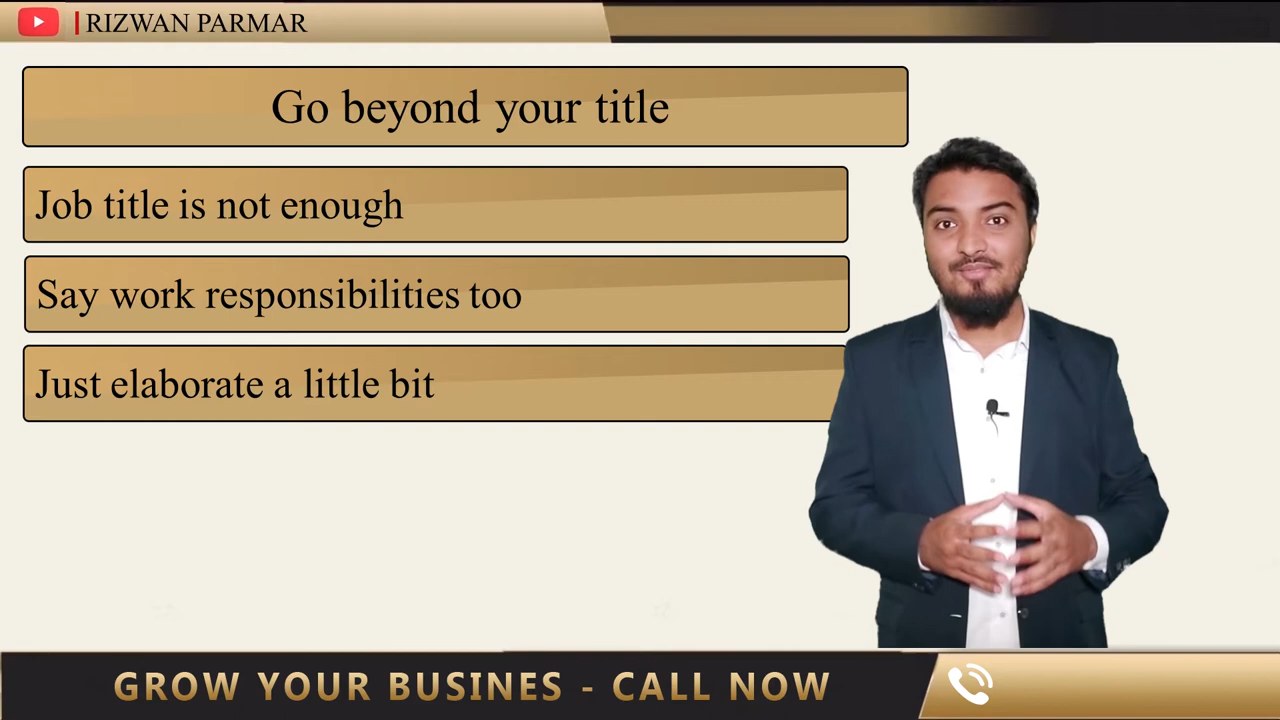 RIZWAN PARMAR
Go beyond your title
Job title is not enough
Say work responsibilities too
Just elaborate a little bit
GROW YOUR BUSINES - CALL NOW